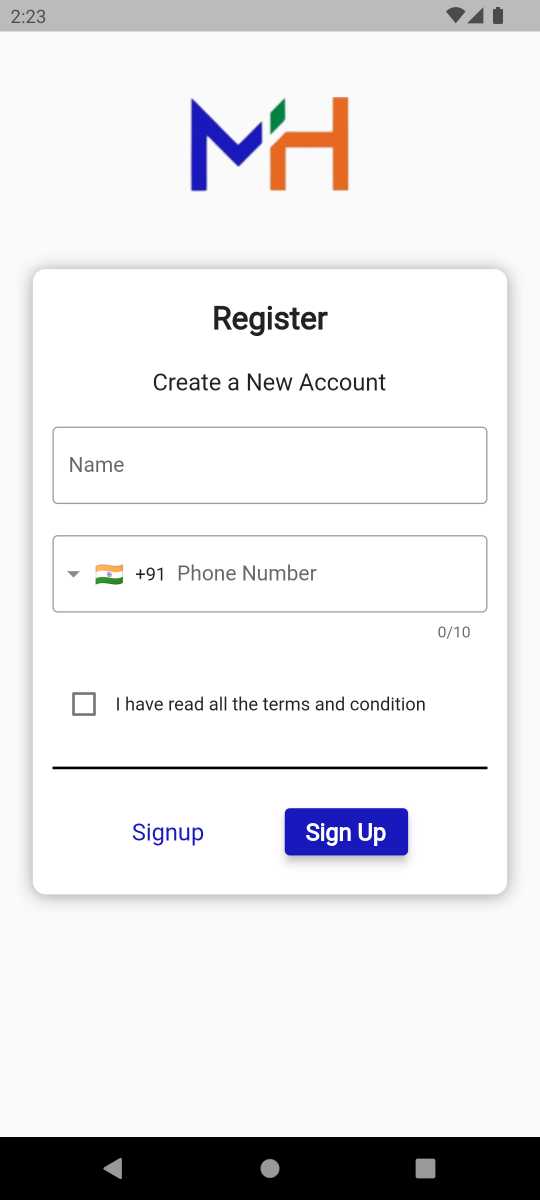 2:23
MH
Register
Create a New Account
Name
+91 Phone Number
0/10
I have read all the terms and condition
Signup Sign Up